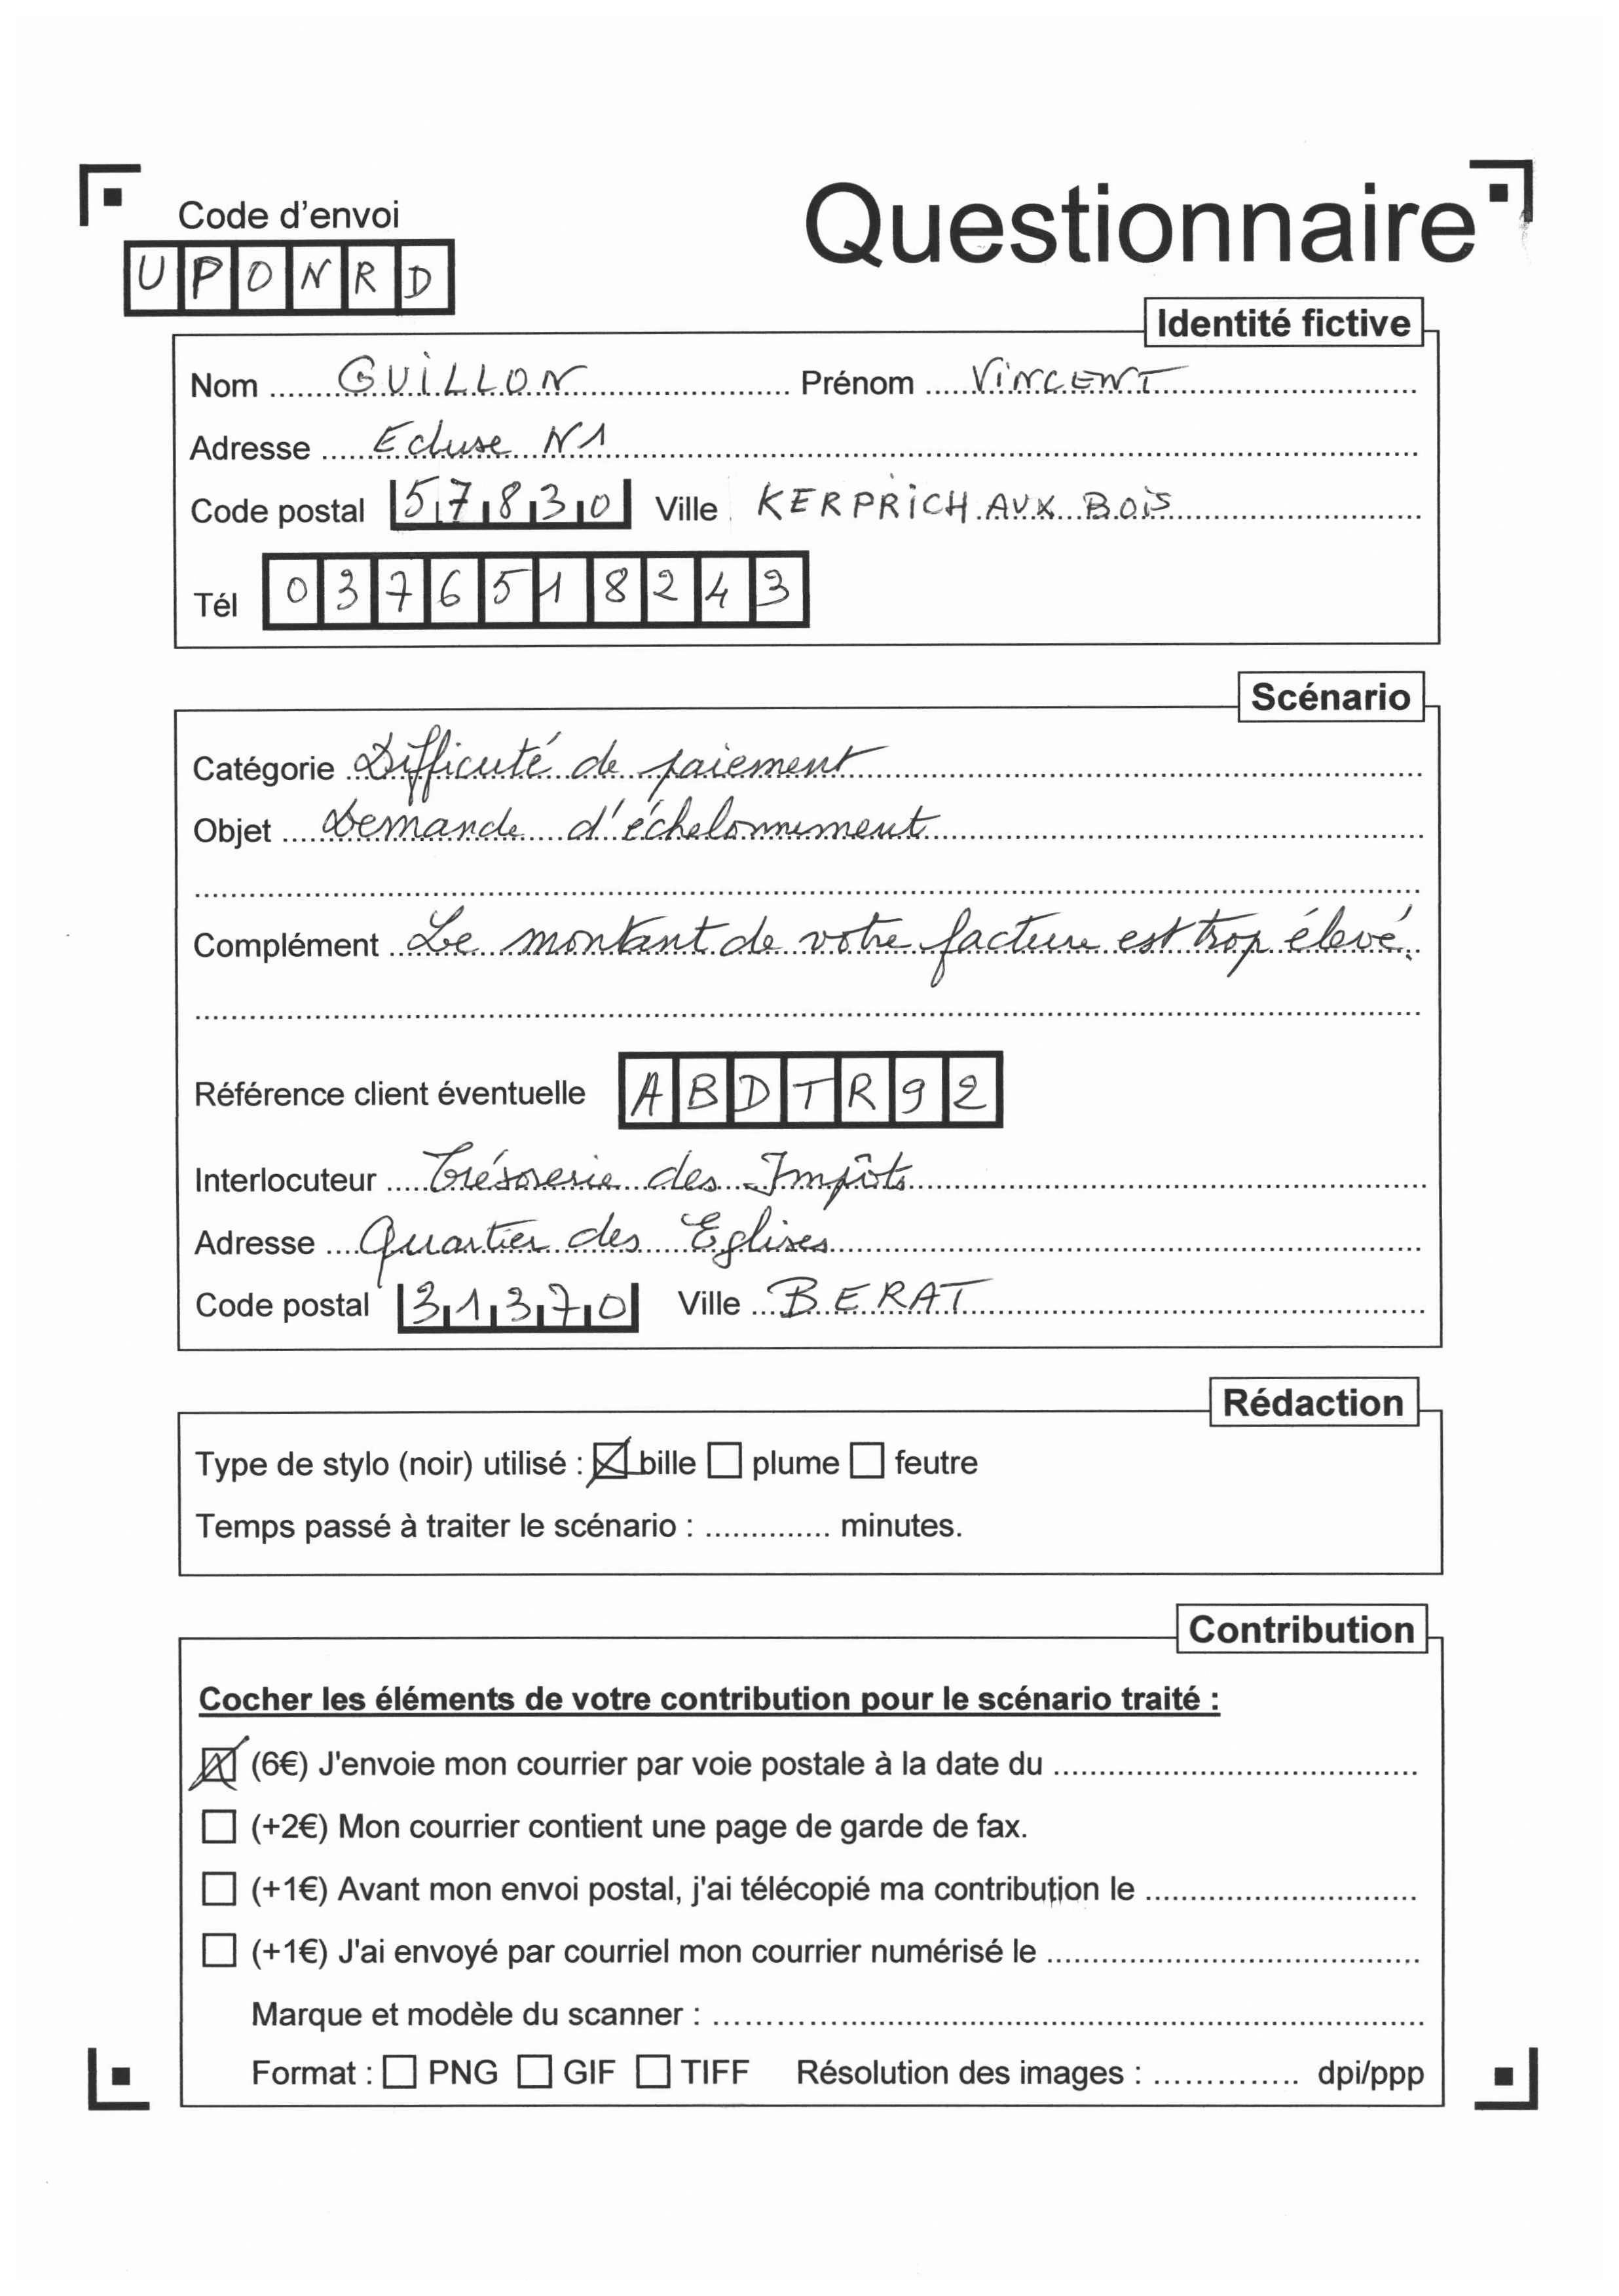 Code d'envoi
UPONRD
Questionnaire
Identité fictive
Nom GUILLON Prénom VINCENT
Adresse Ecluse N1
Code postal 57830 Ville KERPRICH AUX BOIS
Tél 0376518243
Scénario
Catégorie Difficuté de paiement
Objet Demande d'échelonnement
Complément Le montant de votre facture est trop élevé.
Référence client éventuelle ABDTR92
Interlocuteur Trésorerie des Impôts
Adresse Quartier des Eglises
Code postal 31370 Ville BERAT
Rédaction
Type de stylo (noir) utilisé : ☒ bille ☐ plume ☐ feutre
Temps passé à traiter le scénario : .............. minutes.
Contribution
Cocher les éléments de votre contribution pour le scénario traité :
☒ (6€) J'envoie mon courrier par voie postale à la date du ........................................
☐ (+2€) Mon courrier contient une page de garde de fax.
☐ (+1€) Avant mon envoi postal, j'ai télécopié ma contribution le ..............................
☐ (+1€) J'ai envoyé par courriel mon courrier numérisé le ........................................
Marque et modèle du scanner : ........................................
Format : ☐ PNG ☐ GIF ☐ TIFF Résolution des images : .............. dpi/ppp